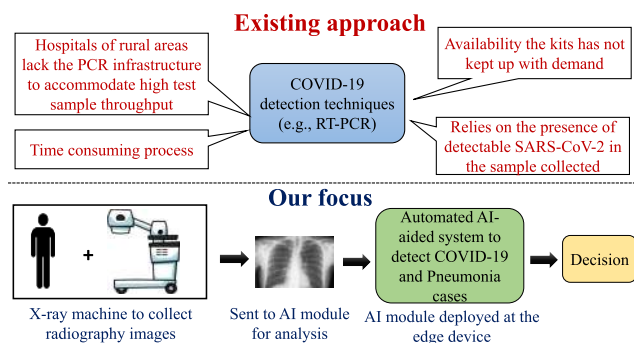 Existing approach
Hospitals of rural areas
lack the PCR infrastructure
to accommodate high test
sample throughput
Time consuming process
COVID-19
detection techniques
(e.g., RT-PCR)
Availability the kits has not
kept up with demand
Relies on the presence of
detectable SARS-CoV-2 in
the sample collected
Our focus
+
X-ray machine to collect
radiography images
Sent to AI module
for analysis
Automated AI-
aided system to
detect COVID-19
and Pneumonia
cases
AI module deployed at the
edge device
Decision